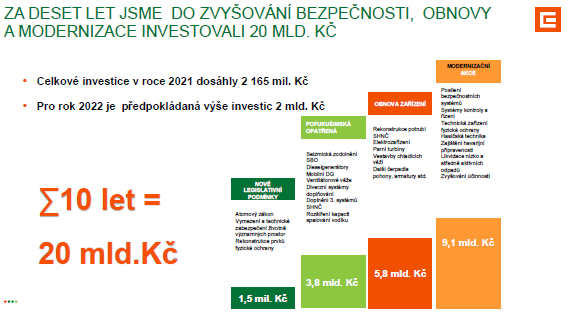 ZA DESET LET JSME DO ZVYŠOVÁNÍ BEZPEČNOSTI, OBNOVY
A MODERNIZACE INVESTOVALI 20 MLD. KČ
• Celkové investice v roce 2021 dosáhly 2 165 mil. Kč
• Pro rok 2022 je předpokládaná výše investic 2 mld. Kč
∑10 let =
20 mld.Kč
NOVÉ
LEGISLATIVNÍ
PODMÍNKY
Atomový zákon
Vymezení a technické
zabezpečení životně
významných prostor
Rekonstrukce prvků
fyzické ochrany
1,5 mil. Kč
POFUKUŠIMSKÁ
OPATŘENÁ
Seizmická zodolnění
SBO
Dieselgenerátory
Mobilní DG
Ventilátorové věže
Diverzní systémy
doplňování
Doplnění 3. systémů
SHNČ
Rozšíření kapacit
spalování vodíku
3,8 mld. Kč
OBNOVA ZAŘÍZENÍ
Rekonstrukce potrubí
SHNČ
Elektrozařízení
Parní turbíny
Vestavby chladicích
věží
Další čerpadla
pohony, armatury atd.
5,8 mld. Kč
MODERNIZAČNÍ
AKCE
Posílení
bezpečnostních
systémů
Systémy kontroly a
řízení
Technická zařízení
fyzické ochrany
Hasičská technika
Zajištění havarijní
připravenosti
Likvidace nízko a
středně aktivních
odpadů
Zvyšování účinnosti
9,1 mld. Kč